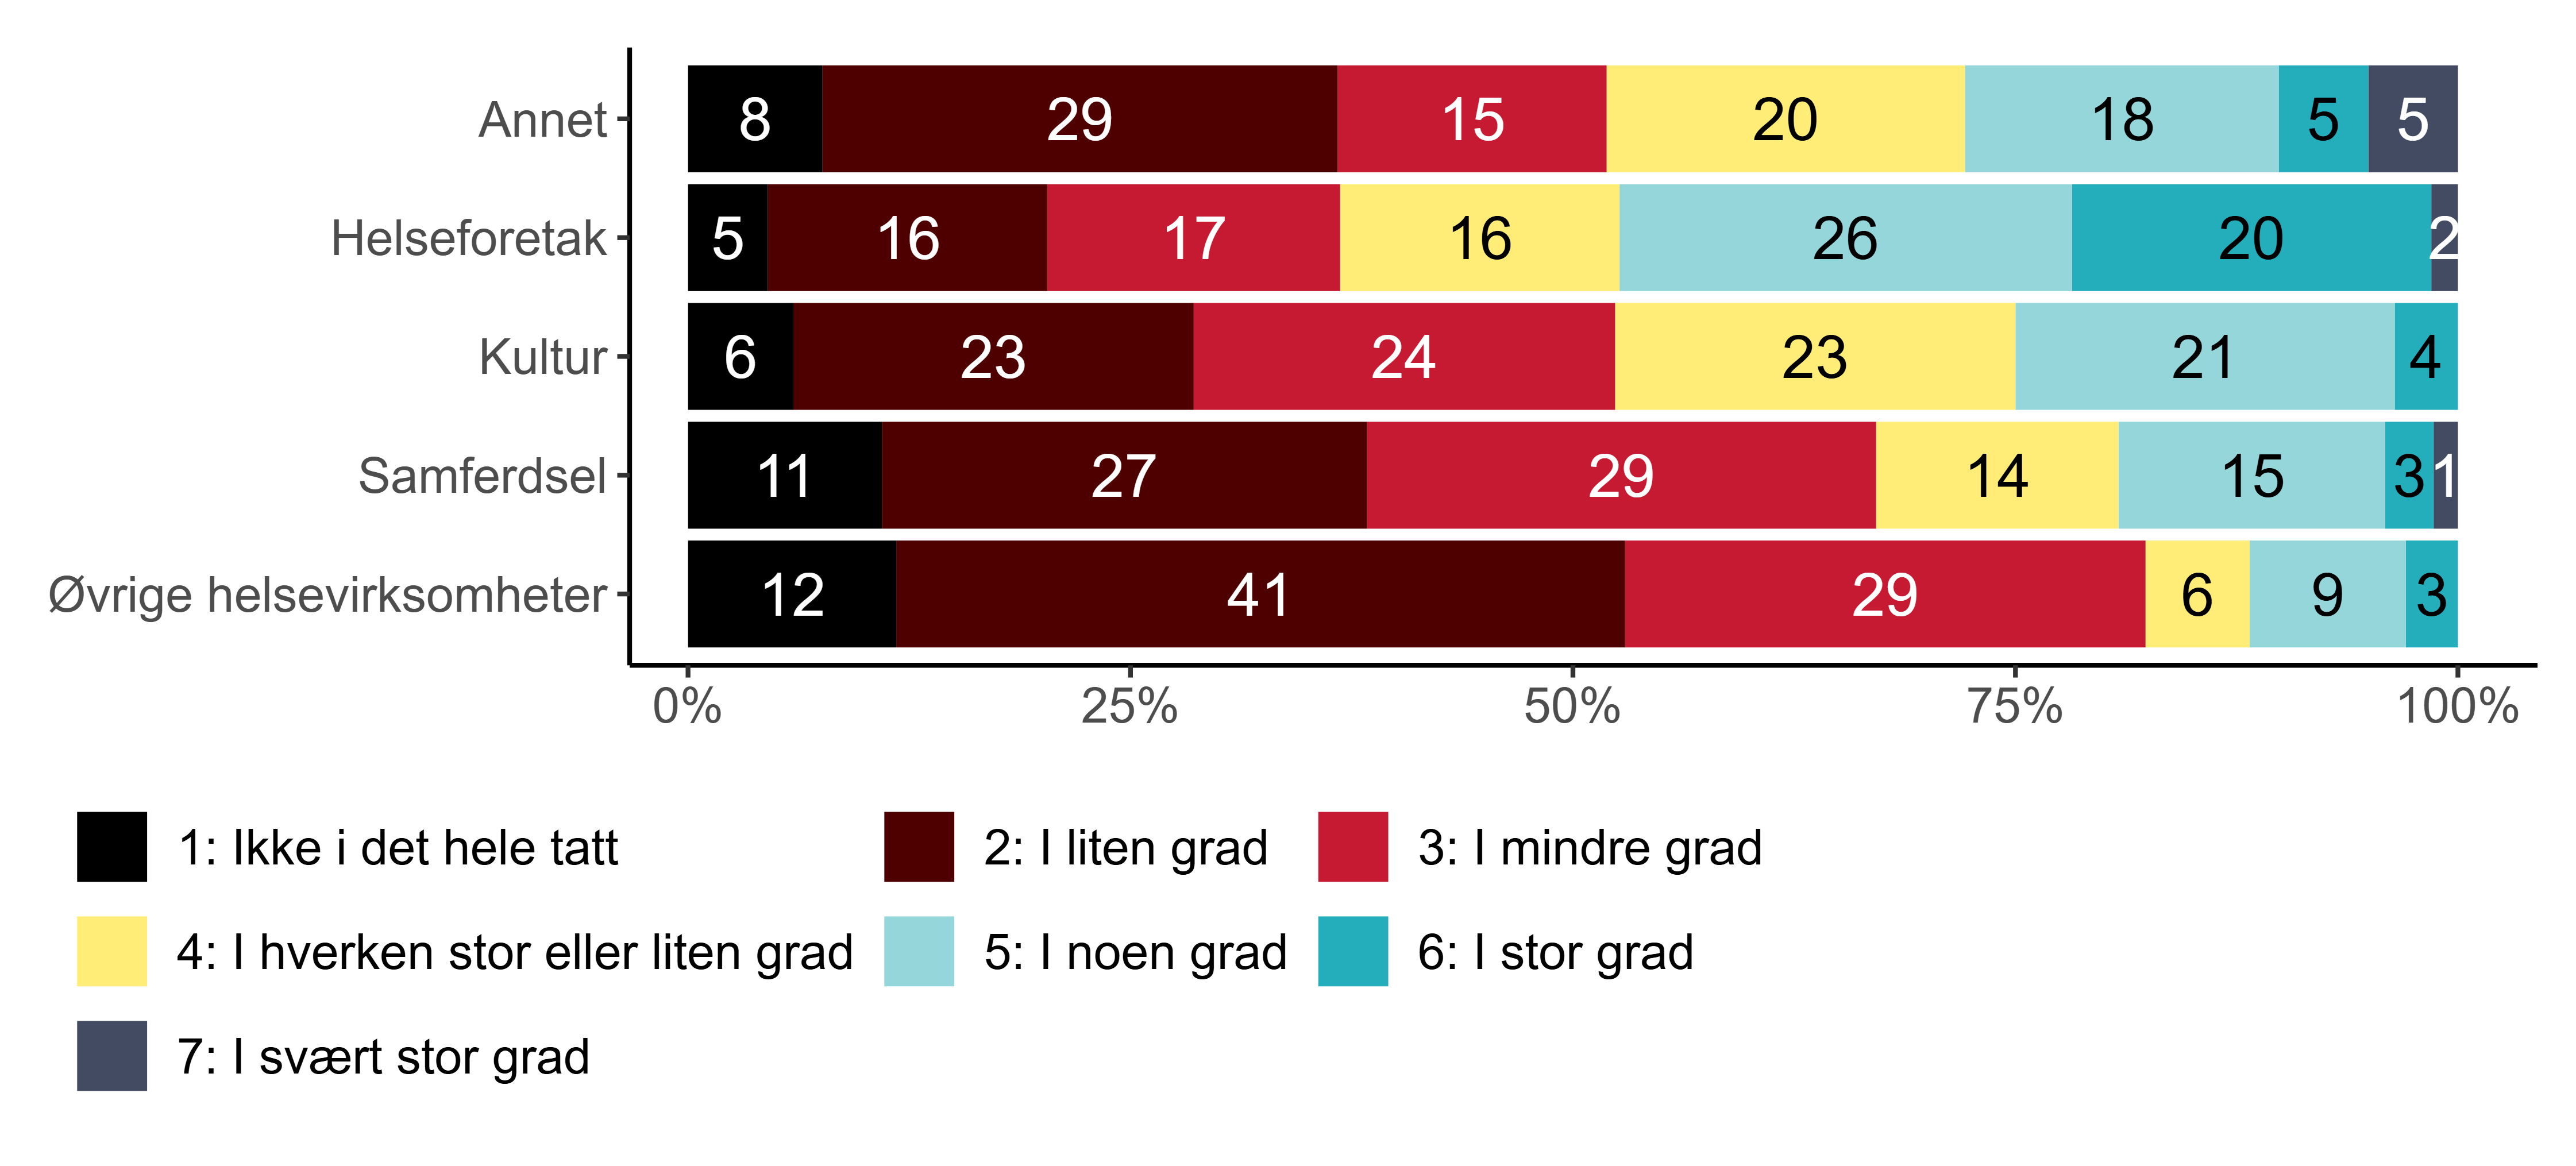 Annet 8 29 15 20 18 5 5
Helseforetak 5 16 17 16 26 20 2
Kultur 6 23 24 23 21 4
Samferdsel 11 27 29 14 15 3 1
Øvrige helsevirksomheter 12 41 29 6 9 3
0% 25% 50% 75% 100%
1: Ikke i det hele tatt 2: I liten grad 3: I mindre grad
4: I hverken stor eller liten grad 5: I noen grad 6: I stor grad
7: I svært stor grad